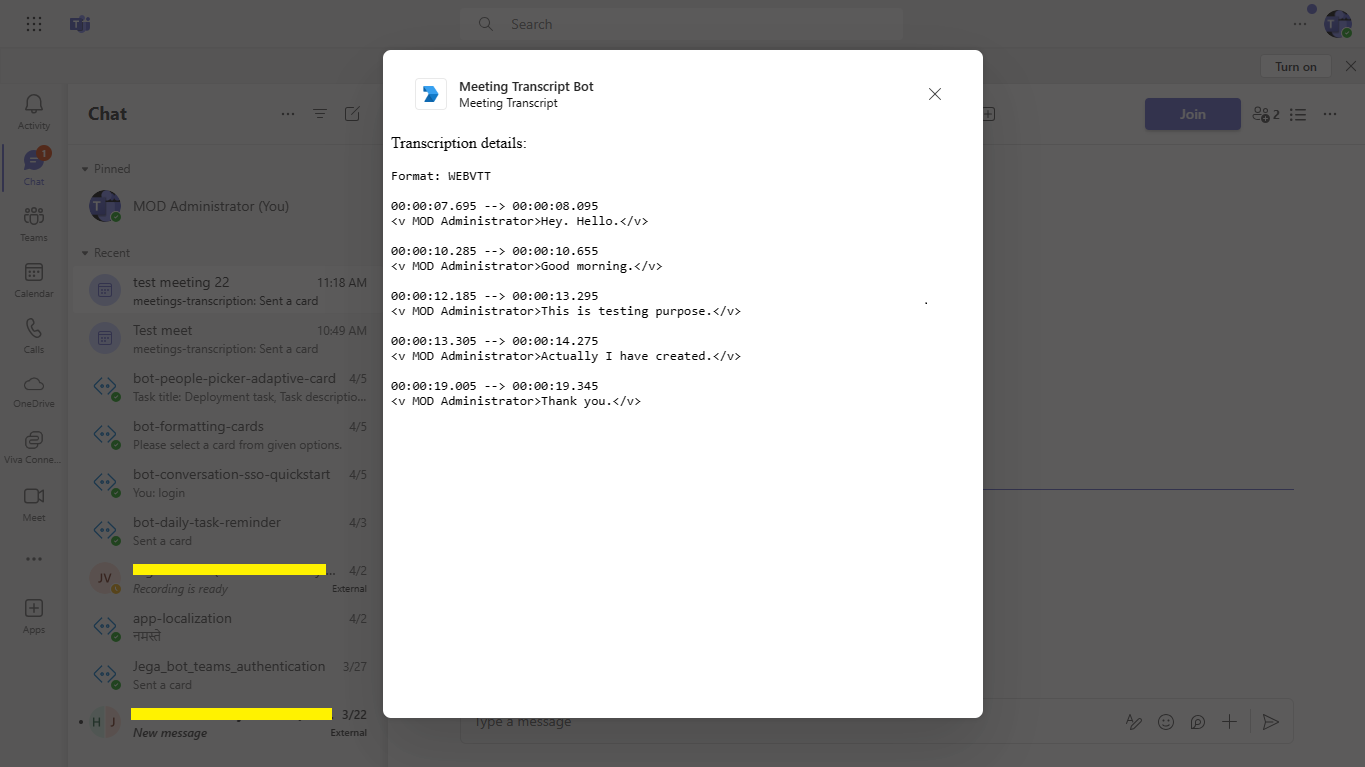 Search
Turn on
Activity
Chat
1
Teams
Calendar
Calls
OneDrive
Viva Conne...
Meet
Apps
Chat
Pinned
MOD Administrator (You)
Recent
test meeting 22 11:18 AM
meetings-transcription: Sent a card
Test meet 10:49 AM
meetings-transcription: Sent a card
bot-people-picker-adaptive-card 4/5
Task title: Deployment task, Task descriptio...
bot-formatting-cards 4/5
Please select a card from given options.
bot-conversation-sso-quickstart 4/5
You: login
bot-daily-task-reminder 4/3
Sent a card
JV 4/2
Recording is ready External
app-localization 4/2
नमस्ते
Jega_bot_teams_authentication 3/27
Sent a card
H J 3/22
New message External
Meeting Transcript Bot
Meeting Transcript
Transcription details:
Format: WEBVTT
00:00:07.695 --> 00:00:08.095
<v MOD Administrator>Hey. Hello.</v>
00:00:10.285 --> 00:00:10.655
<v MOD Administrator>Good morning.</v>
00:00:12.185 --> 00:00:13.295
<v MOD Administrator>This is testing purpose.</v>
00:00:13.305 --> 00:00:14.275
<v MOD Administrator>Actually I have created.</v>
00:00:19.005 --> 00:00:19.345
<v MOD Administrator>Thank you.</v>
Join
2
Type a message